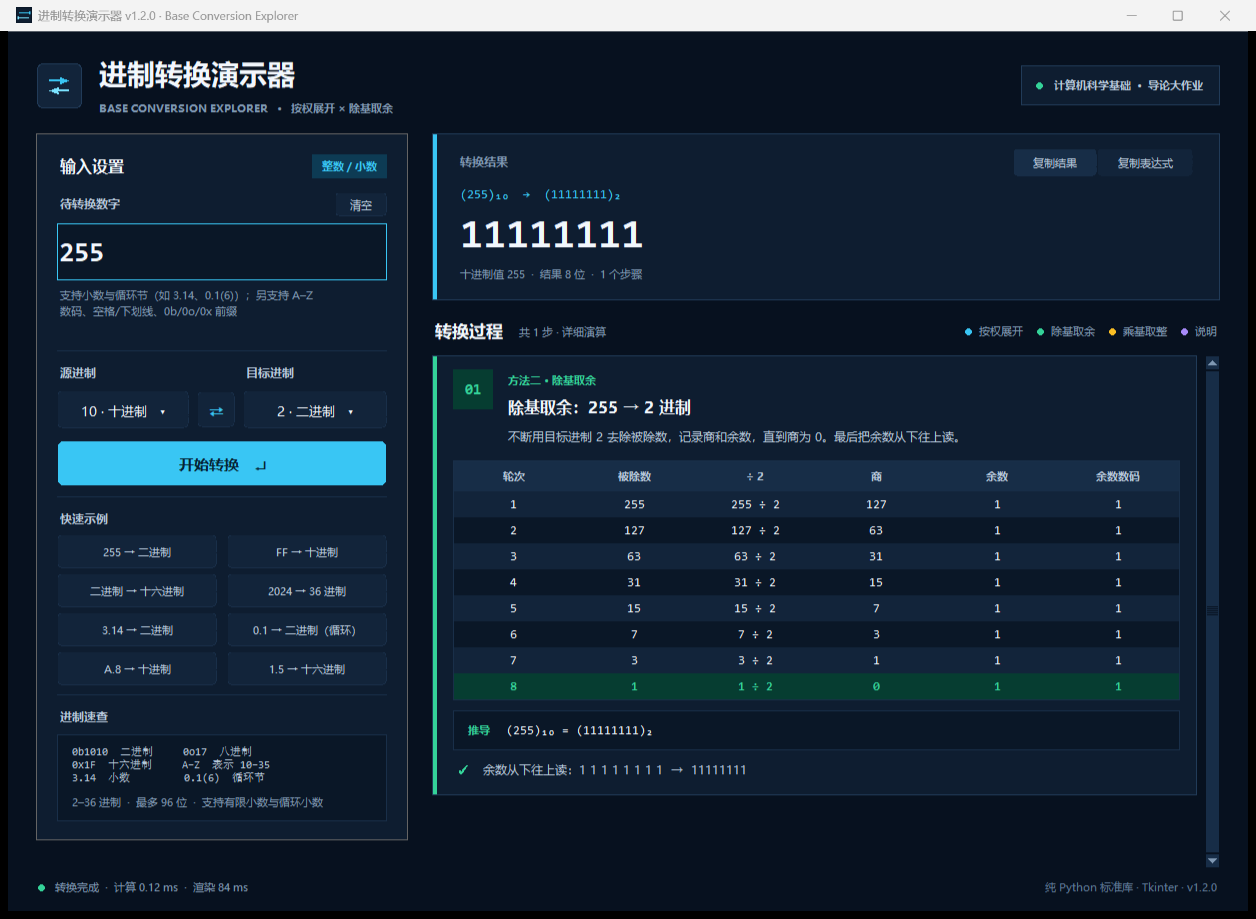 进制转换演示器 v1.2.0 · Base Conversion Explorer
进制转换演示器
BASE CONVERSION EXPLORER • 按权展开 × 除基取余
计算机科学基础 • 导论大作业
输入设置
整数 / 小数
待转换数字
清空
255
支持小数与循环节（如 3.14、0.1(6)）；另支持 A–Z
数码、空格/下划线、0b/0o/0x 前缀
源进制
目标进制
10 · 十进制 ▾
⇄
2 · 二进制 ▾
开始转换 ↵
快速示例
255 → 二进制
FF → 十进制
二进制 → 十六进制
2024 → 36 进制
3.14 → 二进制
0.1 → 二进制（循环）
A.8 → 十进制
1.5 → 十六进制
进制速查
0b1010 二进制 0o17 八进制
0x1F 十六进制 A–Z 表示 10–35
3.14 小数 0.1(6) 循环节
2–36 进制 · 最多 96 位 · 支持有限小数与循环小数
转换结果
复制结果
复制表达式
(255)₁₀ → (11111111)₂
11111111
十进制值 255 · 结果 8 位 · 1 个步骤
转换过程
共 1 步 · 详细演算
按权展开
除基取余
乘基取整
说明
01
方法二 • 除基取余
除基取余：255 → 2 进制
不断用目标进制 2 去除被除数，记录商和余数，直到商为 0。最后把余数从下往上读。
轮次 被除数 ÷ 2 商 余数 余数数码
1 255 255 ÷ 2 127 1 1
2 127 127 ÷ 2 63 1 1
3 63 63 ÷ 2 31 1 1
4 31 31 ÷ 2 15 1 1
5 15 15 ÷ 2 7 1 1
6 7 7 ÷ 2 3 1 1
7 3 3 ÷ 2 1 1 1
8 1 1 ÷ 2 0 1 1
推导 (255)₁₀ = (11111111)₂
✓ 余数从下往上读：1 1 1 1 1 1 1 1 → 11111111
转换完成 · 计算 0.12 ms · 渲染 84 ms
纯 Python 标准库 · Tkinter · v1.2.0